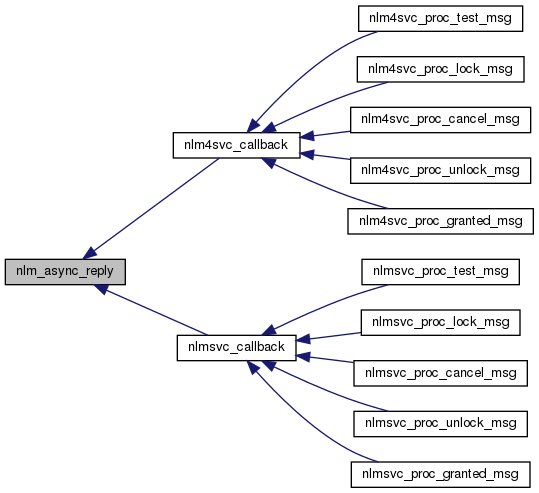 nlm4svc_proc_test_msg
nlm4svc_proc_lock_msg
nlm4svc_proc_cancel_msg
nlm4svc_callback
nlm4svc_proc_unlock_msg
nlm4svc_proc_granted_msg
nlm_async_reply
nlmsvc_proc_test_msg
nlmsvc_proc_lock_msg
nlmsvc_callback
nlmsvc_proc_cancel_msg
nlmsvc_proc_unlock_msg
nlmsvc_proc_granted_msg